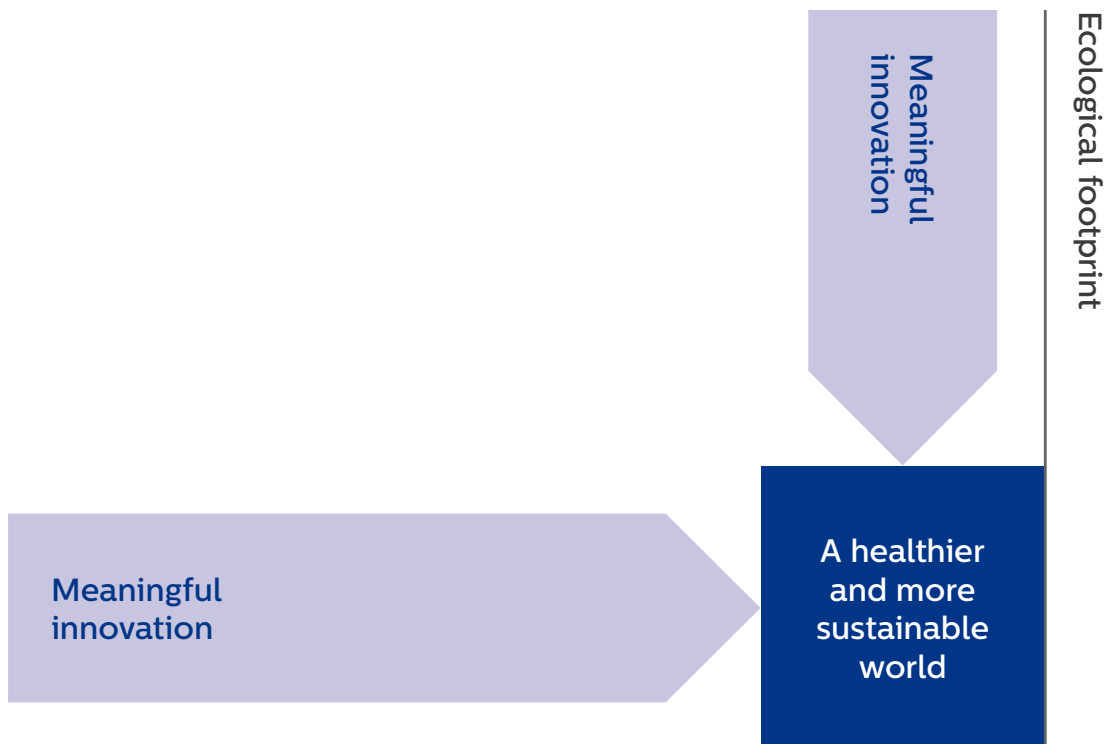 Meaningful
innovation
Ecological footprint
Meaningful
innovation
A healthier
and more
sustainable
world